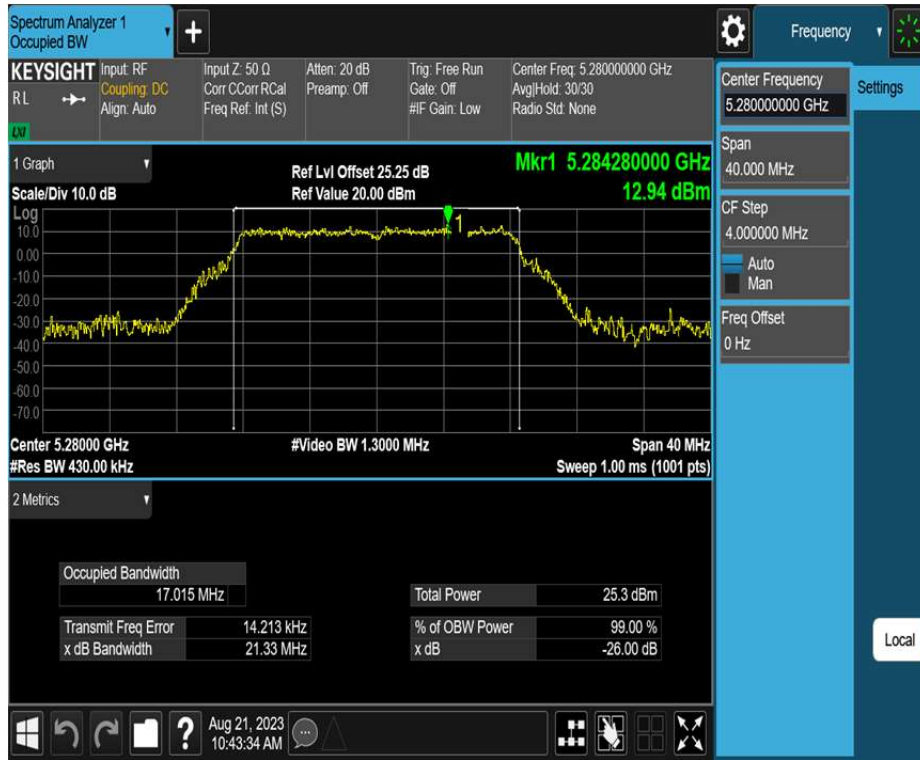 Spectrum Analyzer 1
Occupied BW
+
Frequency
KEYSIGHT
RL
LXI
Input: RF
Coupling: DC
Align: Auto
Input Z: 50 Ω
Corr CCorr RCal
Freq Ref: Int (S)
Atten: 20 dB
Preamp: Off
Trig: Free Run
Gate: Off
#IF Gain: Low
Center Freq: 5.280000000 GHz
Avg|Hold: 30/30
Radio Std: None
Center Frequency
5.280000000 GHz
Settings
Span
40.000 MHz
CF Step
4.000000 MHz
Auto
Man
Freq Offset
0 Hz
Local
1 Graph
Scale/Div 10.0 dB
Ref Lvl Offset 25.25 dB
Ref Value 20.00 dBm
Mkr1 5.284280000 GHz
12.94 dBm
Log
10.0
0.00
-10.0
-20.0
-30.0
-40.0
-50.0
-60.0
-70.0
1
Center 5.28000 GHz
#Res BW 430.00 kHz
#Video BW 1.3000 MHz
Span 40 MHz
Sweep 1.00 ms (1001 pts)
2 Metrics
Occupied Bandwidth
17.015 MHz
Transmit Freq Error 14.213 kHz
x dB Bandwidth 21.33 MHz
Total Power 25.3 dBm
% of OBW Power 99.00 %
x dB -26.00 dB
?
Aug 21, 2023
10:43:34 AM